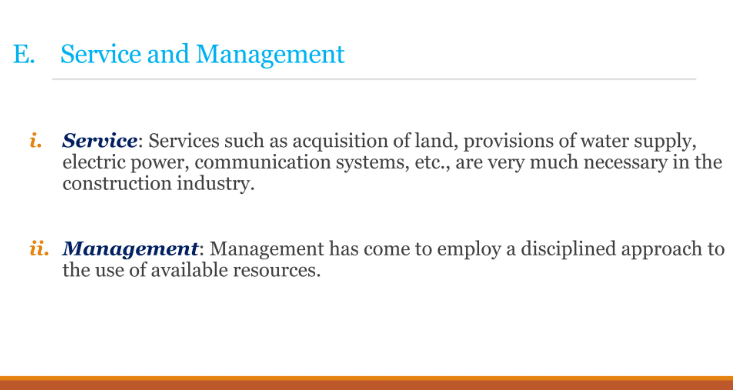 E. Service and Management
i. Service: Services such as acquisition of land, provisions of water supply,
electric power, communication systems, etc., are very much necessary in the
construction industry.
ii. Management: Management has come to employ a disciplined approach to
the use of available resources.